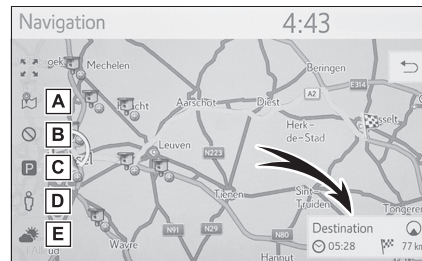 Navigation 4:43
Mechelen
Beringen
E314
A
A2
Aarschot
Diest
B
Herk-
de-Stad
Leuven
N223
C
P
Tienen
Sint-
Truiden
D
Tongeren
N91
N29
N80
Destination
E
05:28
77 km
Wavre
Hannut